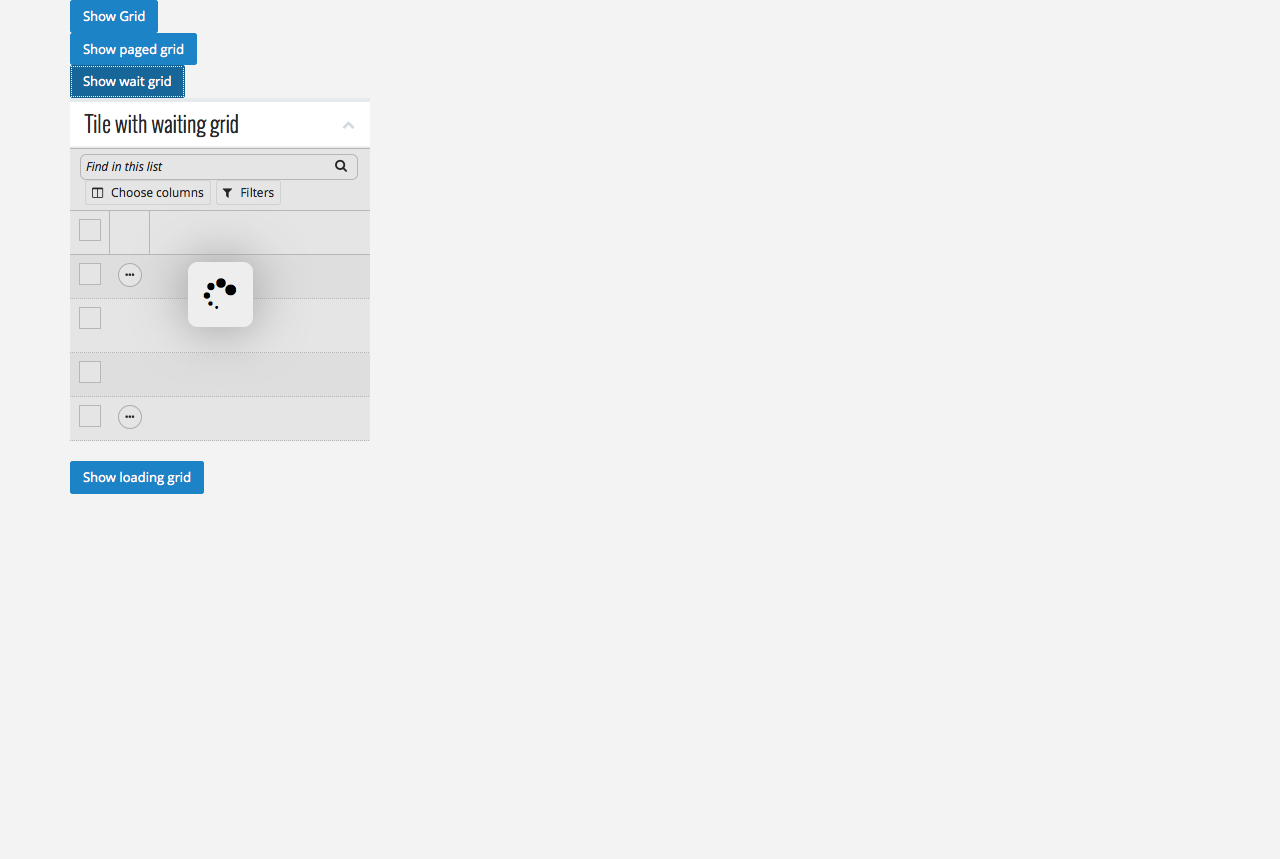 Show Grid
Show paged grid
Show wait grid
Tile with waiting grid
Find in this list
Choose columns Filters
Show loading grid